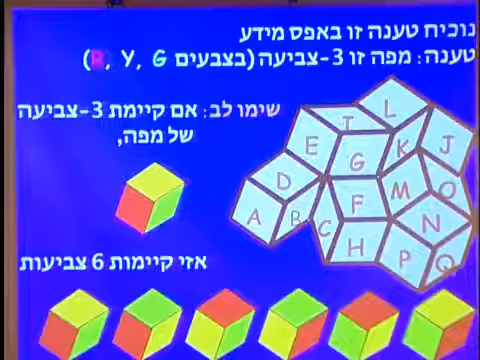 נוכיח טענה זו באפס מידע
טענה: מפה זו 3-צביעה (בצבעים R, Y, G)
שימו לב: אם קיימת 3-צביעה
של מפה,
אזי קיימות 6 צביעות
L
I
J
E
K
G
D
M
O
F
A
B
N
C
H
P
Q